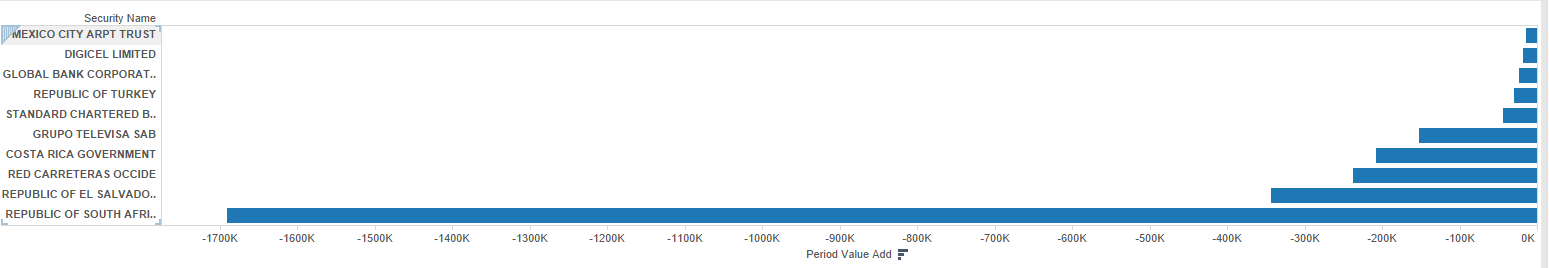 Security Name
MEXICO CITY ARPT TRUST
DIGICEL LIMITED
GLOBAL BANK CORPORAT..
REPUBLIC OF TURKEY
STANDARD CHARTERED B..
GRUPO TELEVISA SAB
COSTA RICA GOVERNMENT
RED CARRETERAS OCCIDE
REPUBLIC OF EL SALVADO..
REPUBLIC OF SOUTH AFRI..
-1700K -1600K -1500K -1400K -1300K -1200K -1100K -1000K -900K -800K -700K -600K -500K -400K -300K -200K -100K 0K
Period Value Add